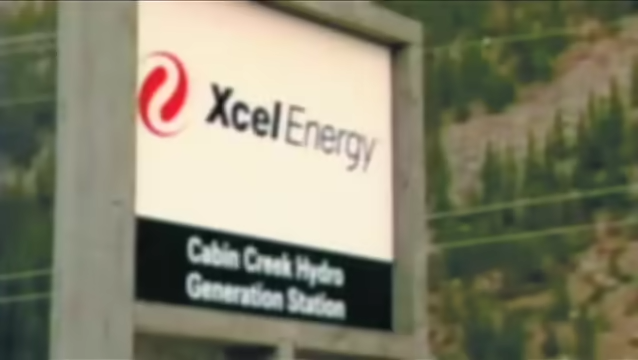 Xcel Energy
Cabin Creek Hydro
Generation Station